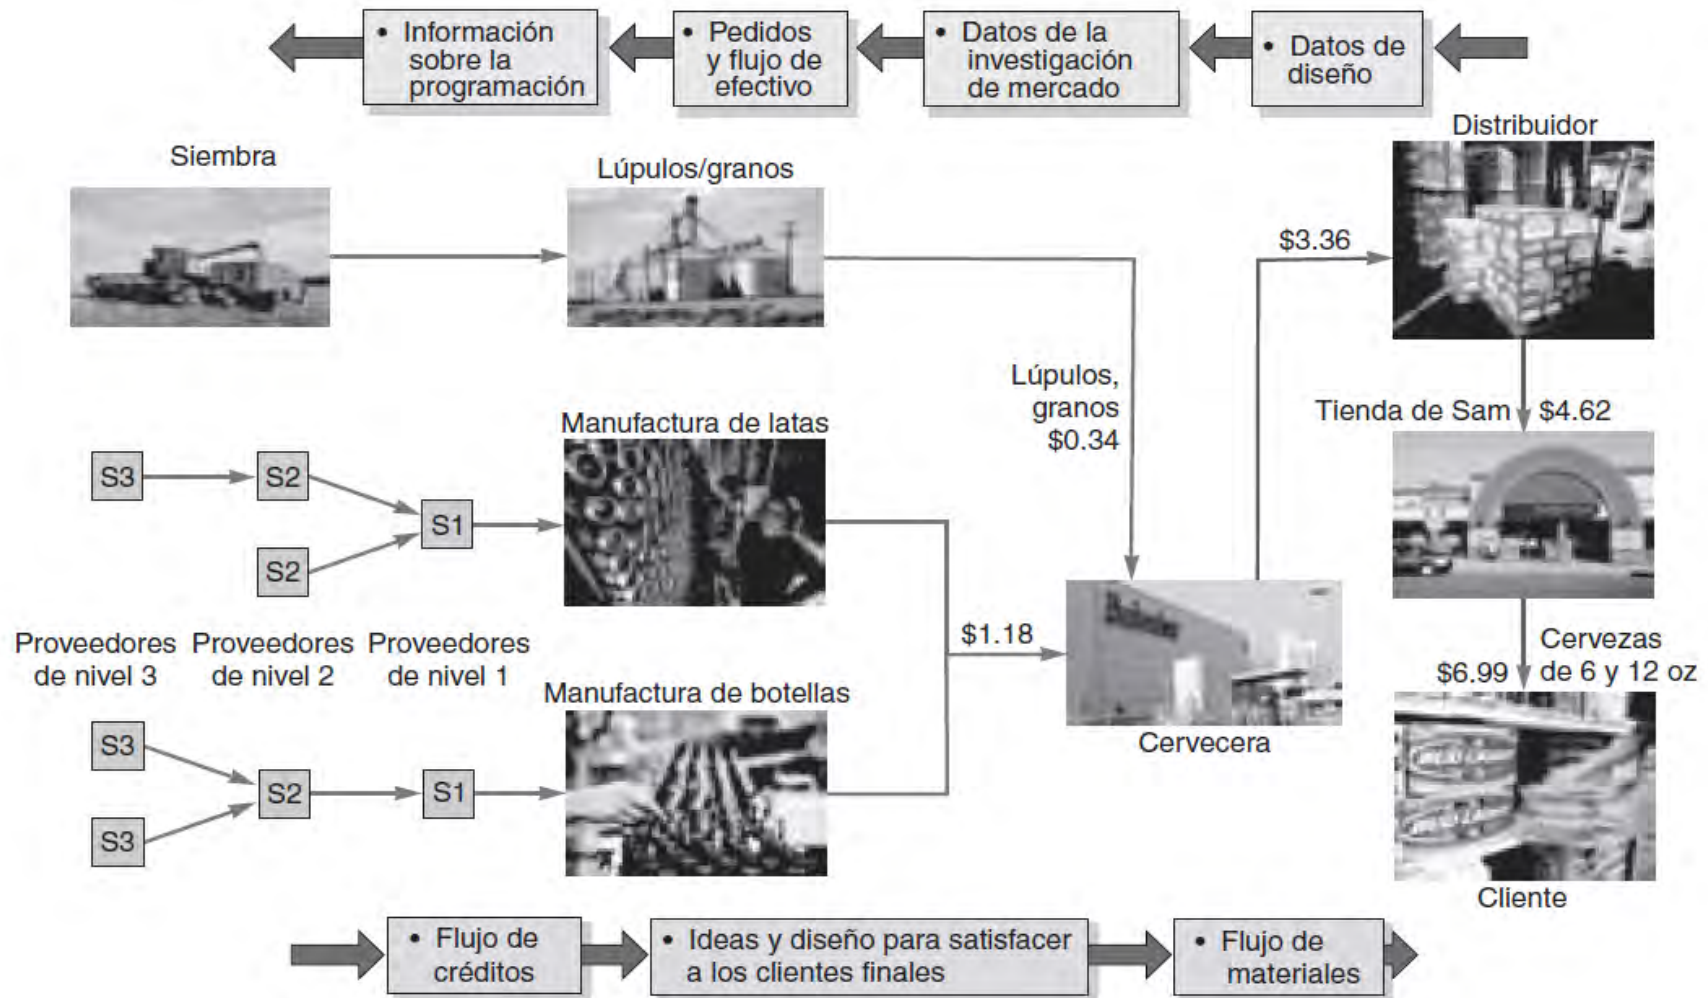 • Información
sobre la
programación
• Pedidos
y flujo de
efectivo
• Datos de la
investigación
de mercado
• Datos de
diseño
Distribuidor
Siembra
Lúpulos/granos
$3.36
Lúpulos,
granos
$0.34
Tienda de Sam
$4.62
Manufactura de latas
S3
S2
S1
S2
Proveedores
de nivel 3
Proveedores
de nivel 2
Proveedores
de nivel 1
$1.18
Cervezas
de 6 y 12 oz
$6.99
Manufactura de botellas
Cervecera
S3
S2
S1
S3
Cliente
• Flujo de
créditos
• Ideas y diseño para satisfacer
a los clientes finales
• Flujo de
materiales